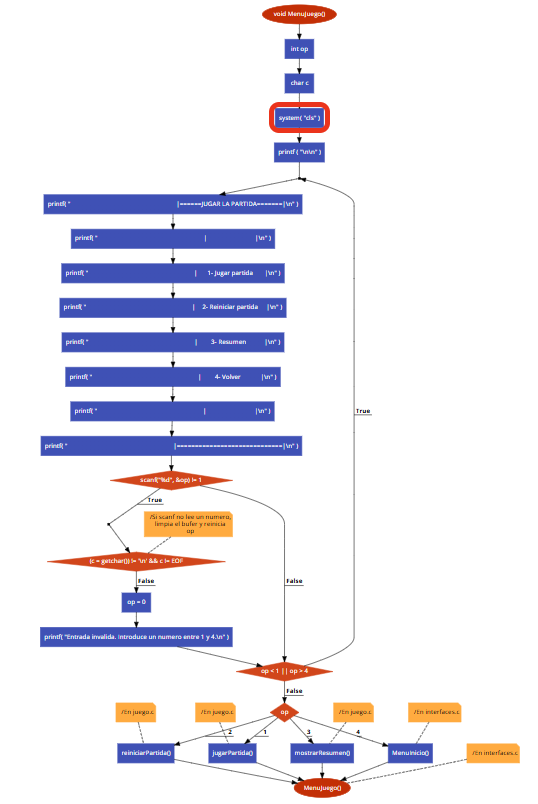 void MenuJuego()
int op
char c
system( "cls" )
printf ( "\n\n" )
printf( " |======JUGAR LA PARTIDA=======|\n" )
printf( " | |\n" )
printf( " | 1- Jugar partida |\n" )
printf( " | 2- Reiniciar partida |\n" )
printf( " | 3- Resumen |\n" )
printf( " | 4- Volver |\n" )
printf( " | |\n" )
True
printf( " |=============================|\n" )
scanf("%d", &op) != 1
True
/Si scanf no lee un numero,
limpia el bufer y reinicia
op.
(c = getchar()) != '\n' && c != EOF
False
False
op = 0
printf( "Entrada invalida. Introduce un numero entre 1 y 4.\n" )
op < 1 || op > 4
False
/En juego.c
/En juego.c
op
/En juego.c
/En interfaces.c
2
1
3
4
reiniciarPartida()
jugarPartida()
mostrarResumen()
MenuInicio()
/En interfaces.c
MenuJuego()